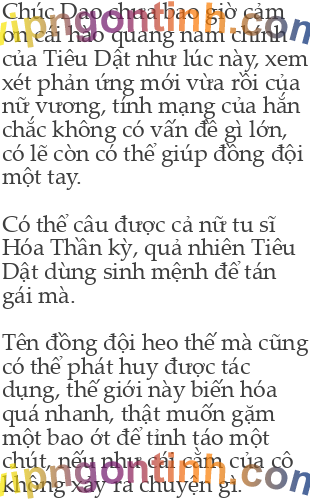 Chúc Dao chưa bao giờ cảm
ơn cái hào quang nam chính
của Tiêu Dật như lúc này, xem
xét phản ứng mới vừa rồi của
nữ vương, tính mạng của hắn
chắc không có vấn đề gì lớn,
có lẽ còn có thể giúp đồng đội
một tay.
Có thể câu được cả nữ tu sĩ
Hóa Thần kỳ, quả nhiên Tiêu
Dật dùng sinh mệnh để tán
gái mà.
Tên đồng đội heo thế mà cũng
có thể phát huy được tác
dụng, thế giới này biến hóa
quá nhanh, thật muốn gặm
một bao ớt để tỉnh táo một
chút, nếu như cái cằm của cô
không xảy ra chuyện gì.
vipngontinh.com
vipngontinh.com